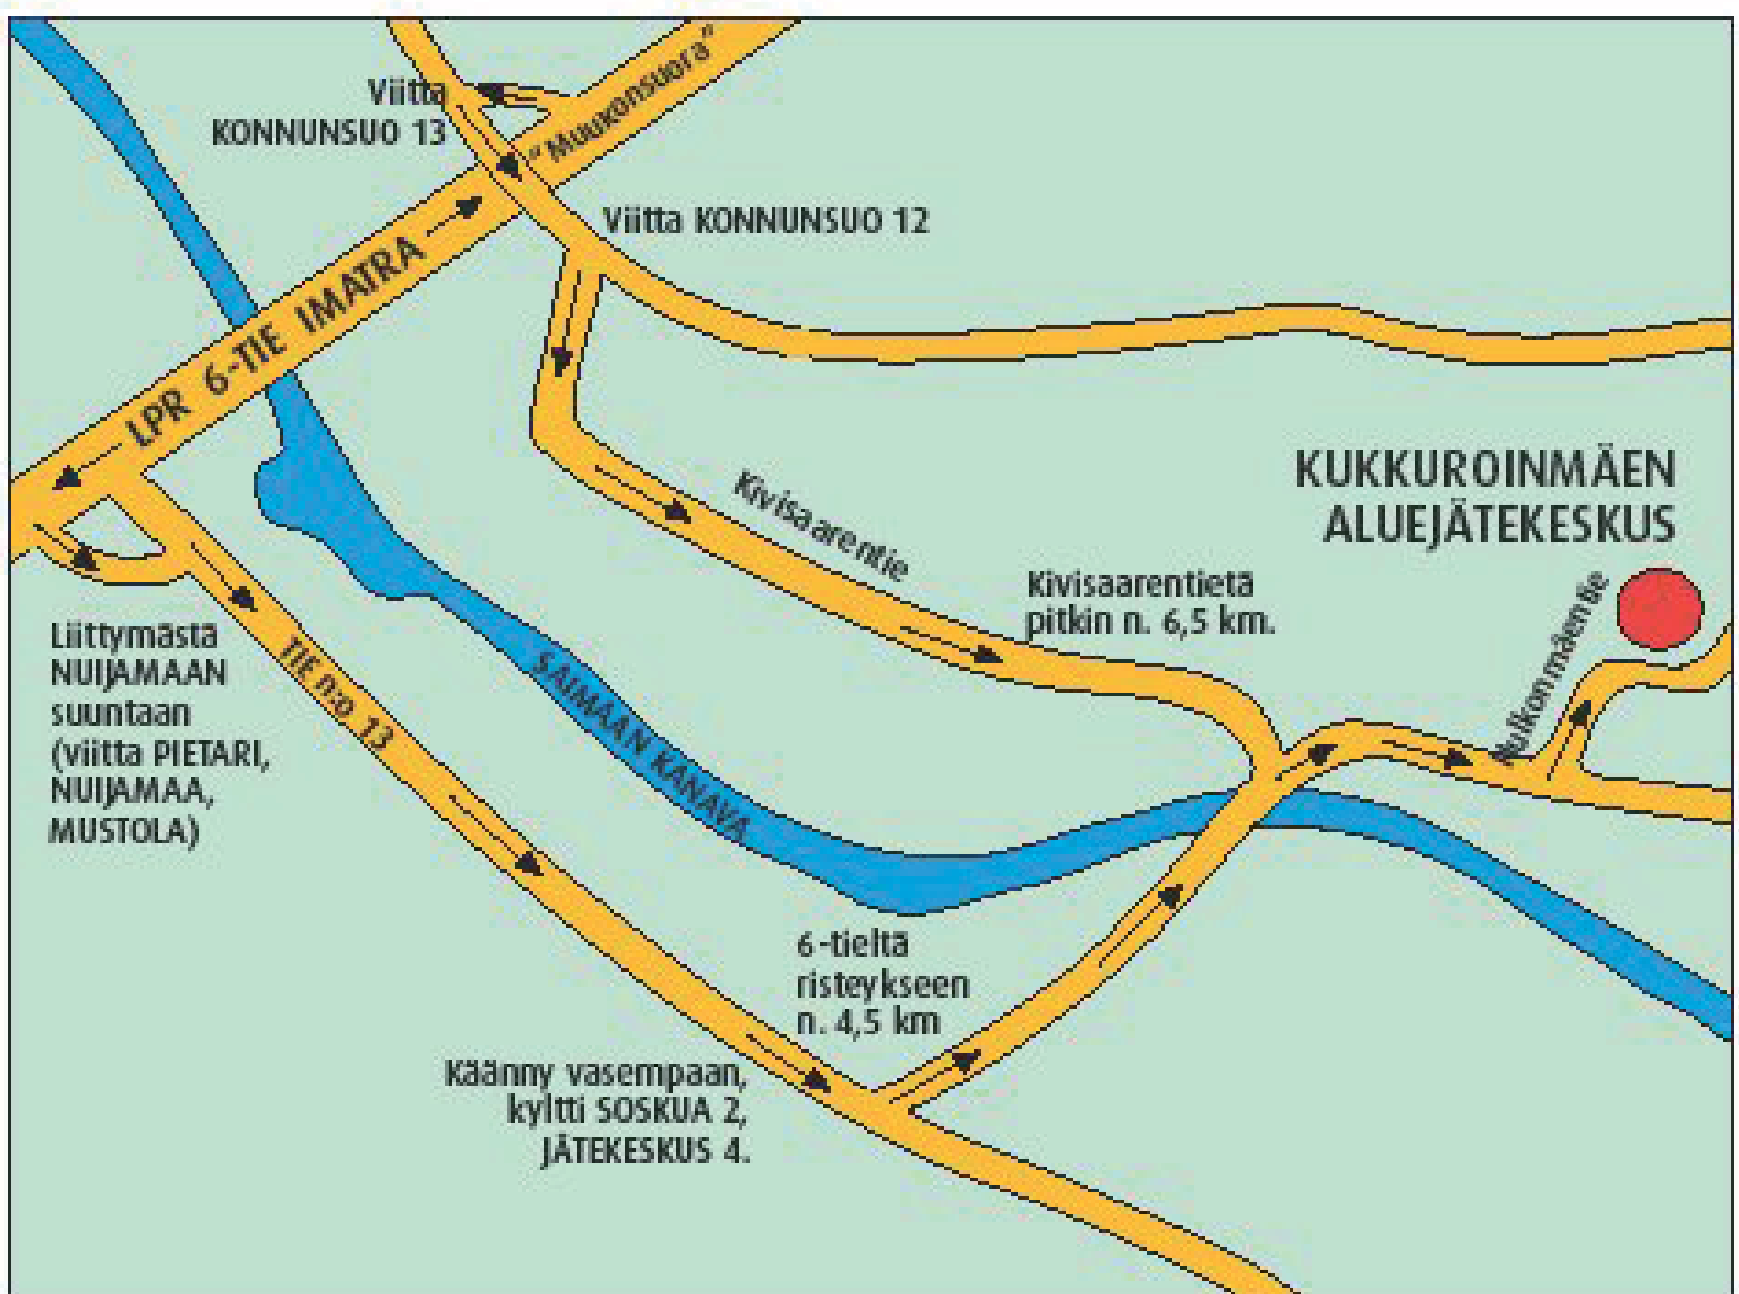 Viitta
KONNUNSUO 13
"Muukonsuora"
Viitta KONNUNSUO 12
LPR 6-TIE IMATRA
KUKKUROINMÄEN
ALUEJÄTEKESKUS
Kivisaarentie
Kivisaarentietä
pitkin n. 6,5 km.
Hulkonmäentie
Liittymästä
NUIJAMAAN
suuntaan
(viitta PIETARI,
NUIJAMAA,
MUSTOLA)
TIE n:o 13
SAIMAAN KANAVA
6-tieltä
risteykseen
n. 4,5 km
Käänny vasempaan,
kyltti SOSKUA 2,
JÄTEKESKUS 4.